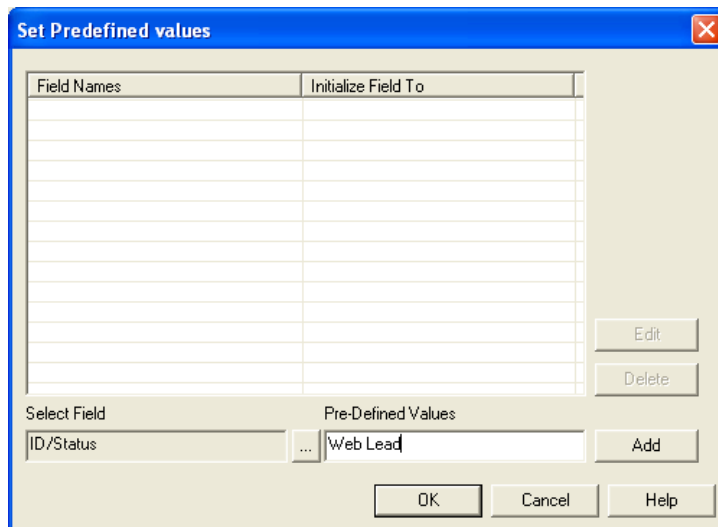 Set Predefined values
Field Names Initialize Field To
Edit
Delete
Select Field Pre-Defined Values
ID/Status ... Web Lead Add
OK Cancel Help